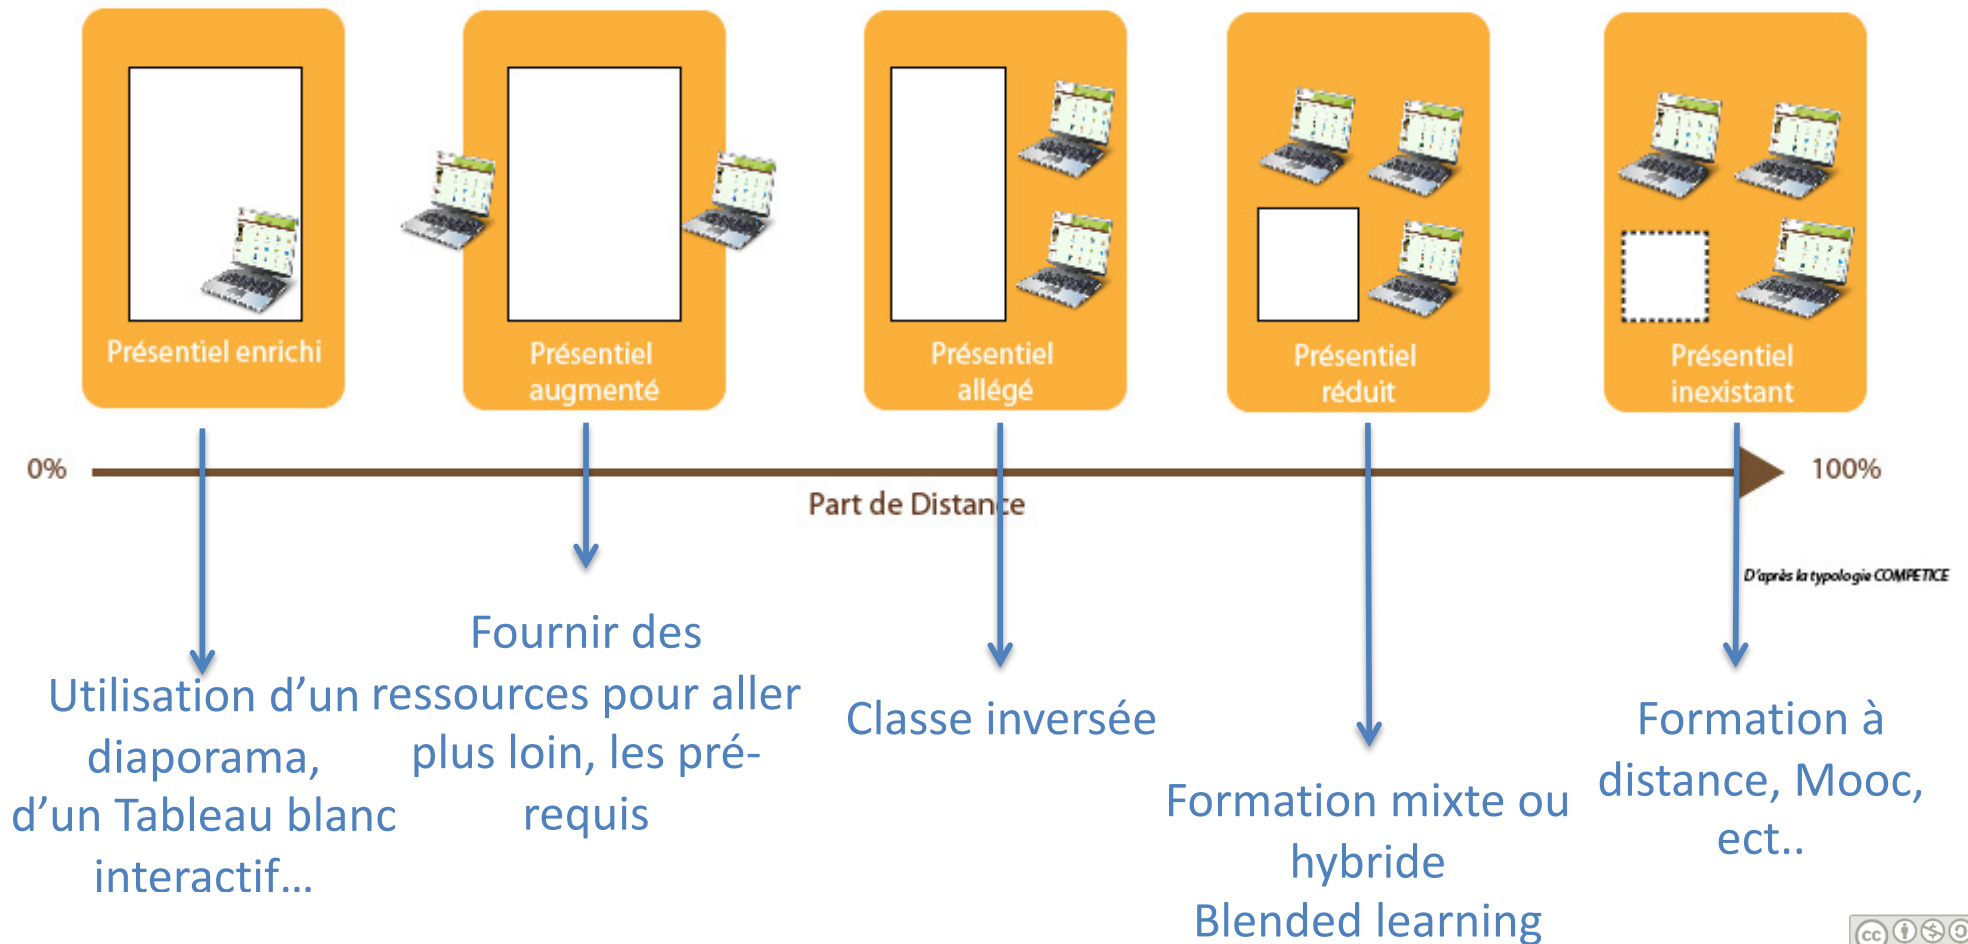 Présentiel enrichi
Présentiel
augmenté
Présentiel
allégé
Présentiel
réduit
Présentiel
inexistant
0%
100%
Part de Distance
D'après la typologie COMPETICE
Utilisation d’un
diaporama,
d’un Tableau blanc
interactif…
Fournir des
ressources pour aller
plus loin, les pré-
requis
Classe inversée
Formation mixte ou
hybride
Blended learning
Formation à
distance, Mooc,
ect..
cc